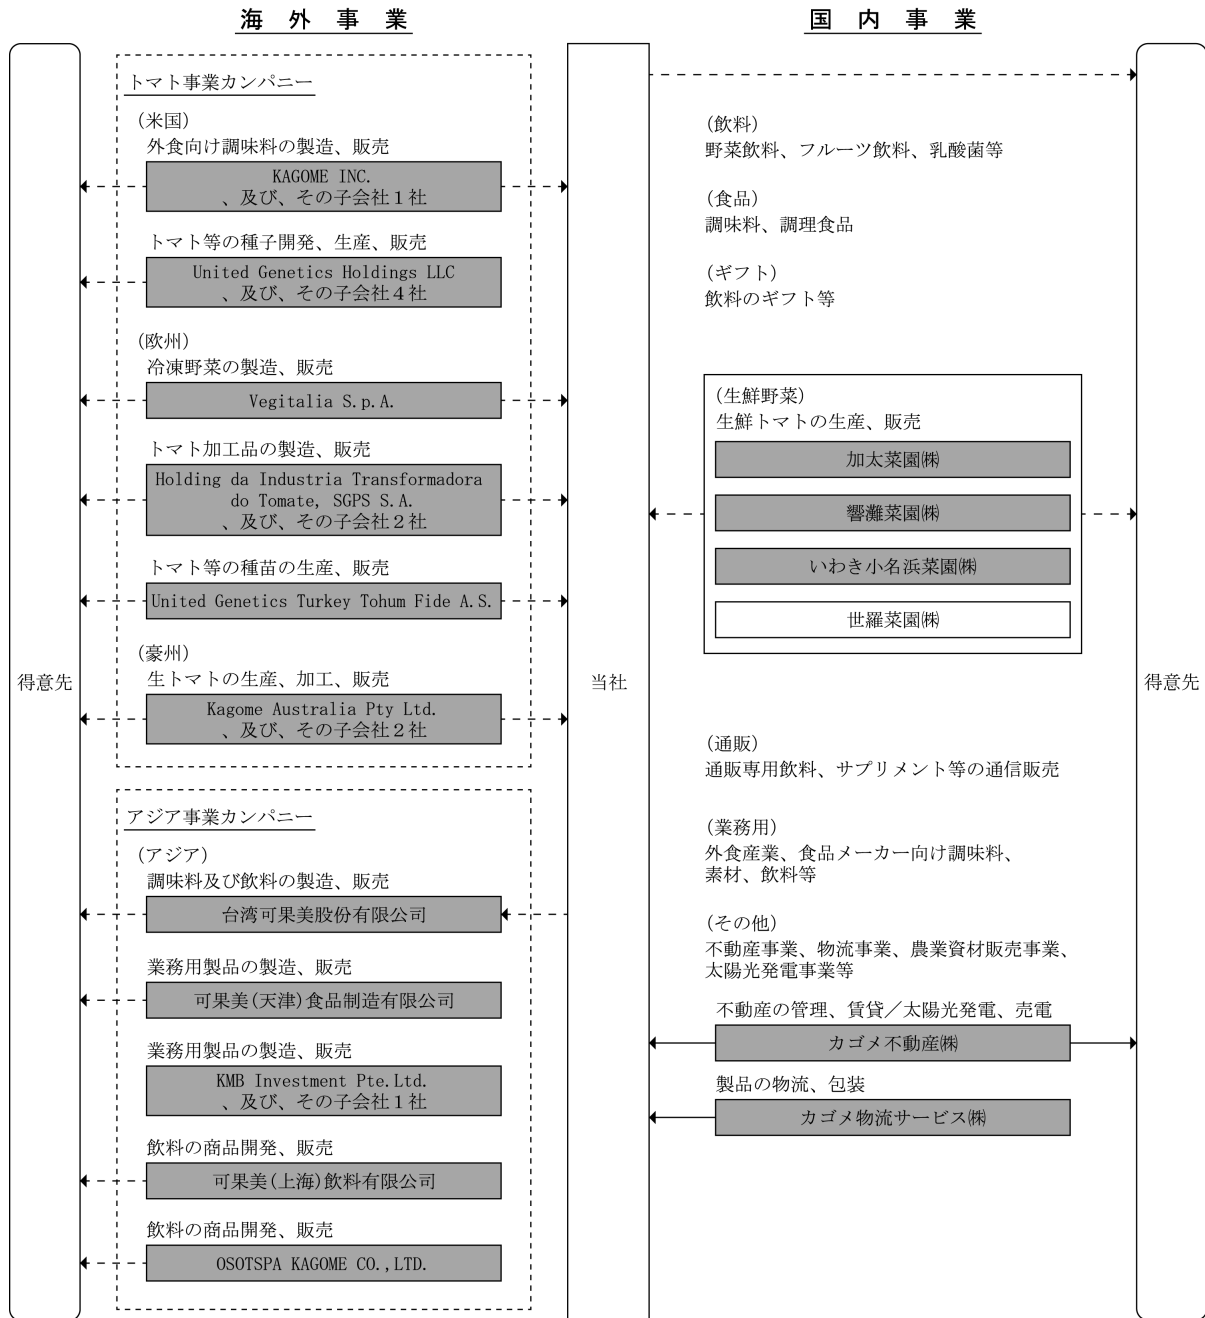 海外事業
国内事業
得意先
トマト事業カンパニー
(米国)
外食向け調味料の製造、販売
KAGOME INC.
、及び、その子会社1社
トマト等の種子開発、生産、販売
United Genetics Holdings LLC
、及び、その子会社4社
(欧州)
冷凍野菜の製造、販売
Vegitalia S.p.A.
トマト加工品の製造、販売
Holding da Industria Transformadora
do Tomate, SGPS S.A.
、及び、その子会社2社
トマト等の種苗の生産、販売
United Genetics Turkey Tohum Fide A.S.
(豪州)
生トマトの生産、加工、販売
Kagome Australia Pty Ltd.
、及び、その子会社2社
アジア事業カンパニー
(アジア)
調味料及び飲料の製造、販売
台湾可果美股份有限公司
業務用製品の製造、販売
可果美(天津)食品制造有限公司
業務用製品の製造、販売
KMB Investment Pte.Ltd.
、及び、その子会社1社
飲料の商品開発、販売
可果美(上海)飲料有限公司
飲料の商品開発、販売
OSOTSPA KAGOME CO.,LTD.
当社
(飲料)
野菜飲料、フルーツ飲料、乳酸菌等
(食品)
調味料、調理食品
(ギフト)
飲料のギフト等
(生鮮野菜)
生鮮トマトの生産、販売
加太菜園㈱
響灘菜園㈱
いわき小名浜菜園㈱
世羅菜園㈱
(通販)
通販専用飲料、サプリメント等の通信販売
(業務用)
外食産業、食品メーカー向け調味料、
素材、飲料等
(その他)
不動産事業、物流事業、農業資材販売事業、
太陽光発電事業等
不動産の管理、賃貸/太陽光発電、売電
カゴメ不動産㈱
製品の物流、包装
カゴメ物流サービス㈱
得意先